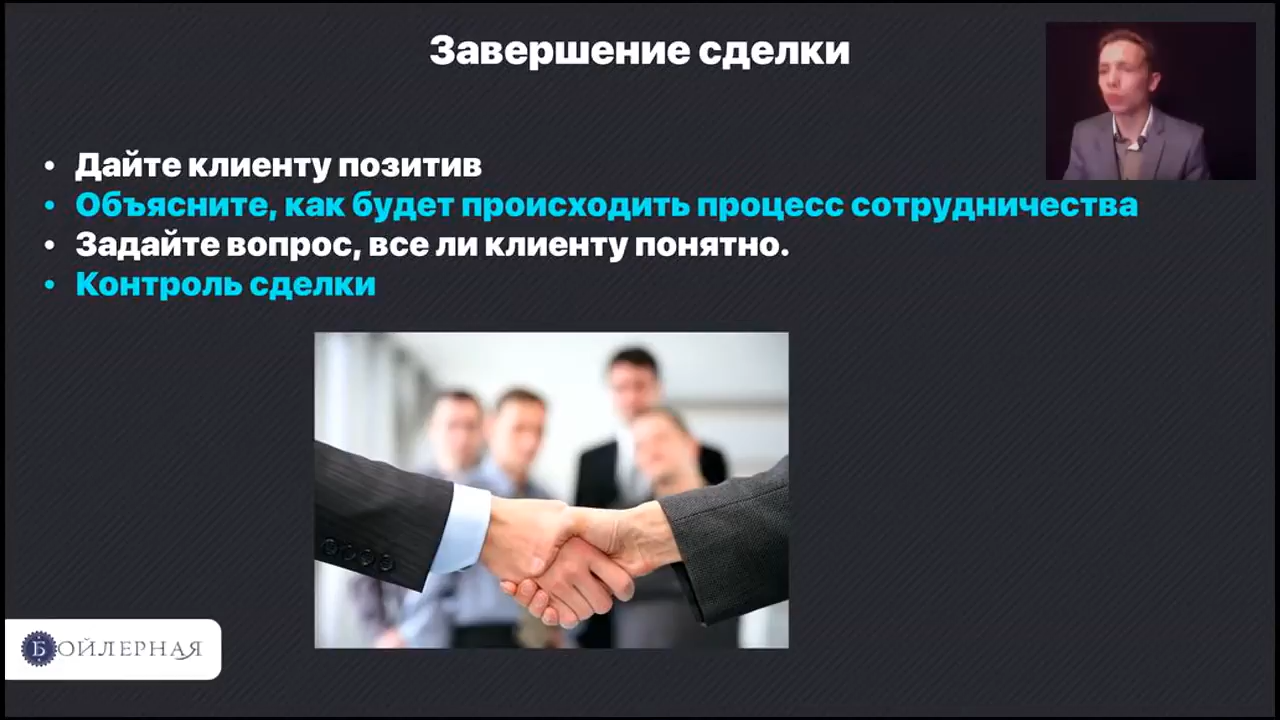 Завершение сделки
• Дайте клиенту позитив
• Объясните, как будет происходить процесс сотрудничества
• Задайте вопрос, все ли клиенту понятно.
• Контроль сделки
БОЙЛЕРНАЯ